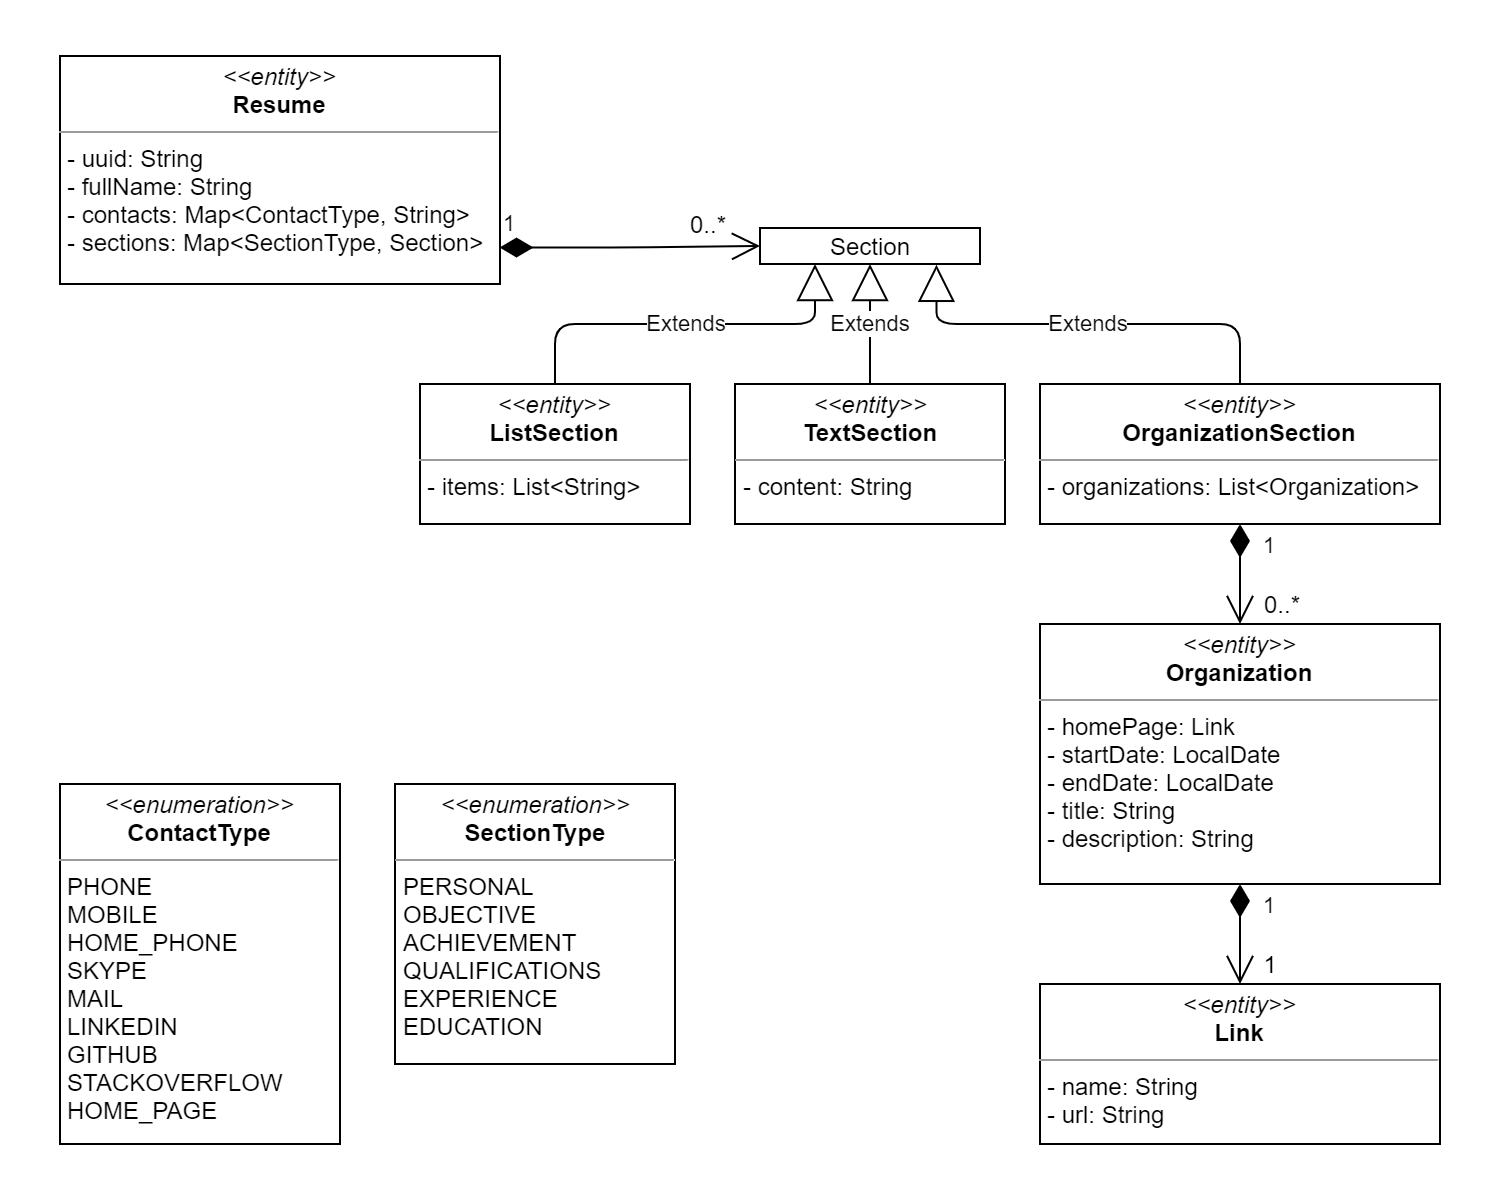 <<entity>>
Resume
- uuid: String
- fullName: String
- contacts: Map<ContactType, String>
- sections: Map<SectionType, Section>
1
0..*
Section
Extends
Extends
Extends
<<entity>>
ListSection
- items: List<String>
<<entity>>
TextSection
- content: String
<<entity>>
OrganizationSection
- organizations: List<Organization>
1
0..*
<<entity>>
Organization
- homePage: Link
- startDate: LocalDate
- endDate: LocalDate
- title: String
- description: String
1
1
<<entity>>
Link
- name: String
- url: String
<<enumeration>>
ContactType
PHONE
MOBILE
HOME_PHONE
SKYPE
MAIL
LINKEDIN
GITHUB
STACKOVERFLOW
HOME_PAGE
<<enumeration>>
SectionType
PERSONAL
OBJECTIVE
ACHIEVEMENT
QUALIFICATIONS
EXPERIENCE
EDUCATION